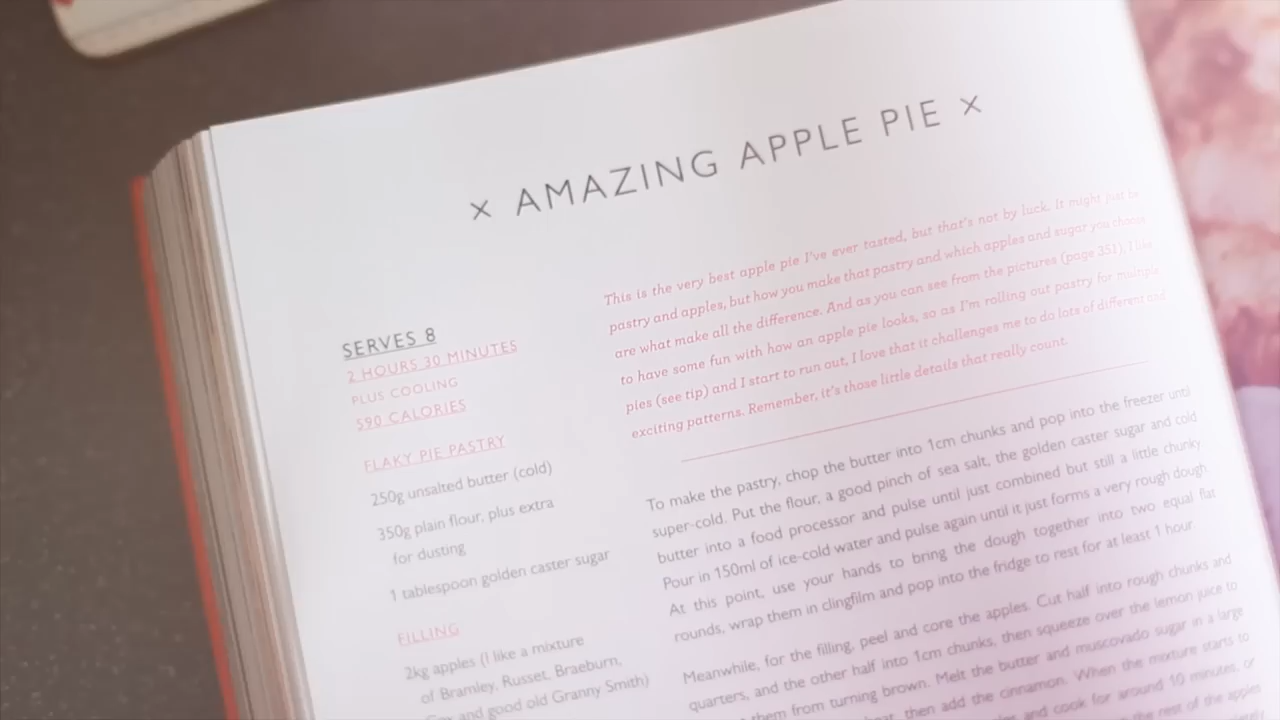 × AMAZING APPLE PIE ×
This is the very best apple pie I've ever tasted, but that's not by luck. It might just be
pastry and apples, but how you make that pastry and which apples and sugar you choose
are what make all the difference. And as you can see from the pictures (page 351), I like
to have some fun with how an apple pie looks, so as I'm rolling out pastry for multiple
pies (see tip) and I start to run out, I love that it challenges me to do lots of different and
exciting patterns. Remember, it's those little details that really count.
SERVES 8
2 HOURS 30 MINUTES
PLUS COOLING
590 CALORIES
FLAKY PIE PASTRY
250g unsalted butter (cold)
350g plain flour, plus extra
for dusting
1 tablespoon golden caster sugar
FILLING
2kg apples (I like a mixture
of Bramley, Russet, Braeburn,
Cox and good old Granny Smith)
To make the pastry, chop the butter into 1cm chunks and pop into the freezer until
super-cold. Put the flour, a good pinch of sea salt, the golden caster sugar and cold
butter into a food processor and pulse until just combined but still a little chunky
Pour in 150ml of ice-cold water and pulse again until it just forms a very rough dough.
At this point, use your hands to bring the dough together into two equal flat
rounds, wrap them in clingfilm and pop into the fridge to rest for at least 1 hour.
Meanwhile, for the filling, peel and core the apples. Cut half into rough chunks and
quarters, and the other half into 1cm chunks, then squeeze over the lemon juice to
them from turning brown. Melt the butter and muscovado sugar in a large
heat, then add the cinnamon. When the mixture starts to
and cook for around 10 minutes, or
the rest of the apples